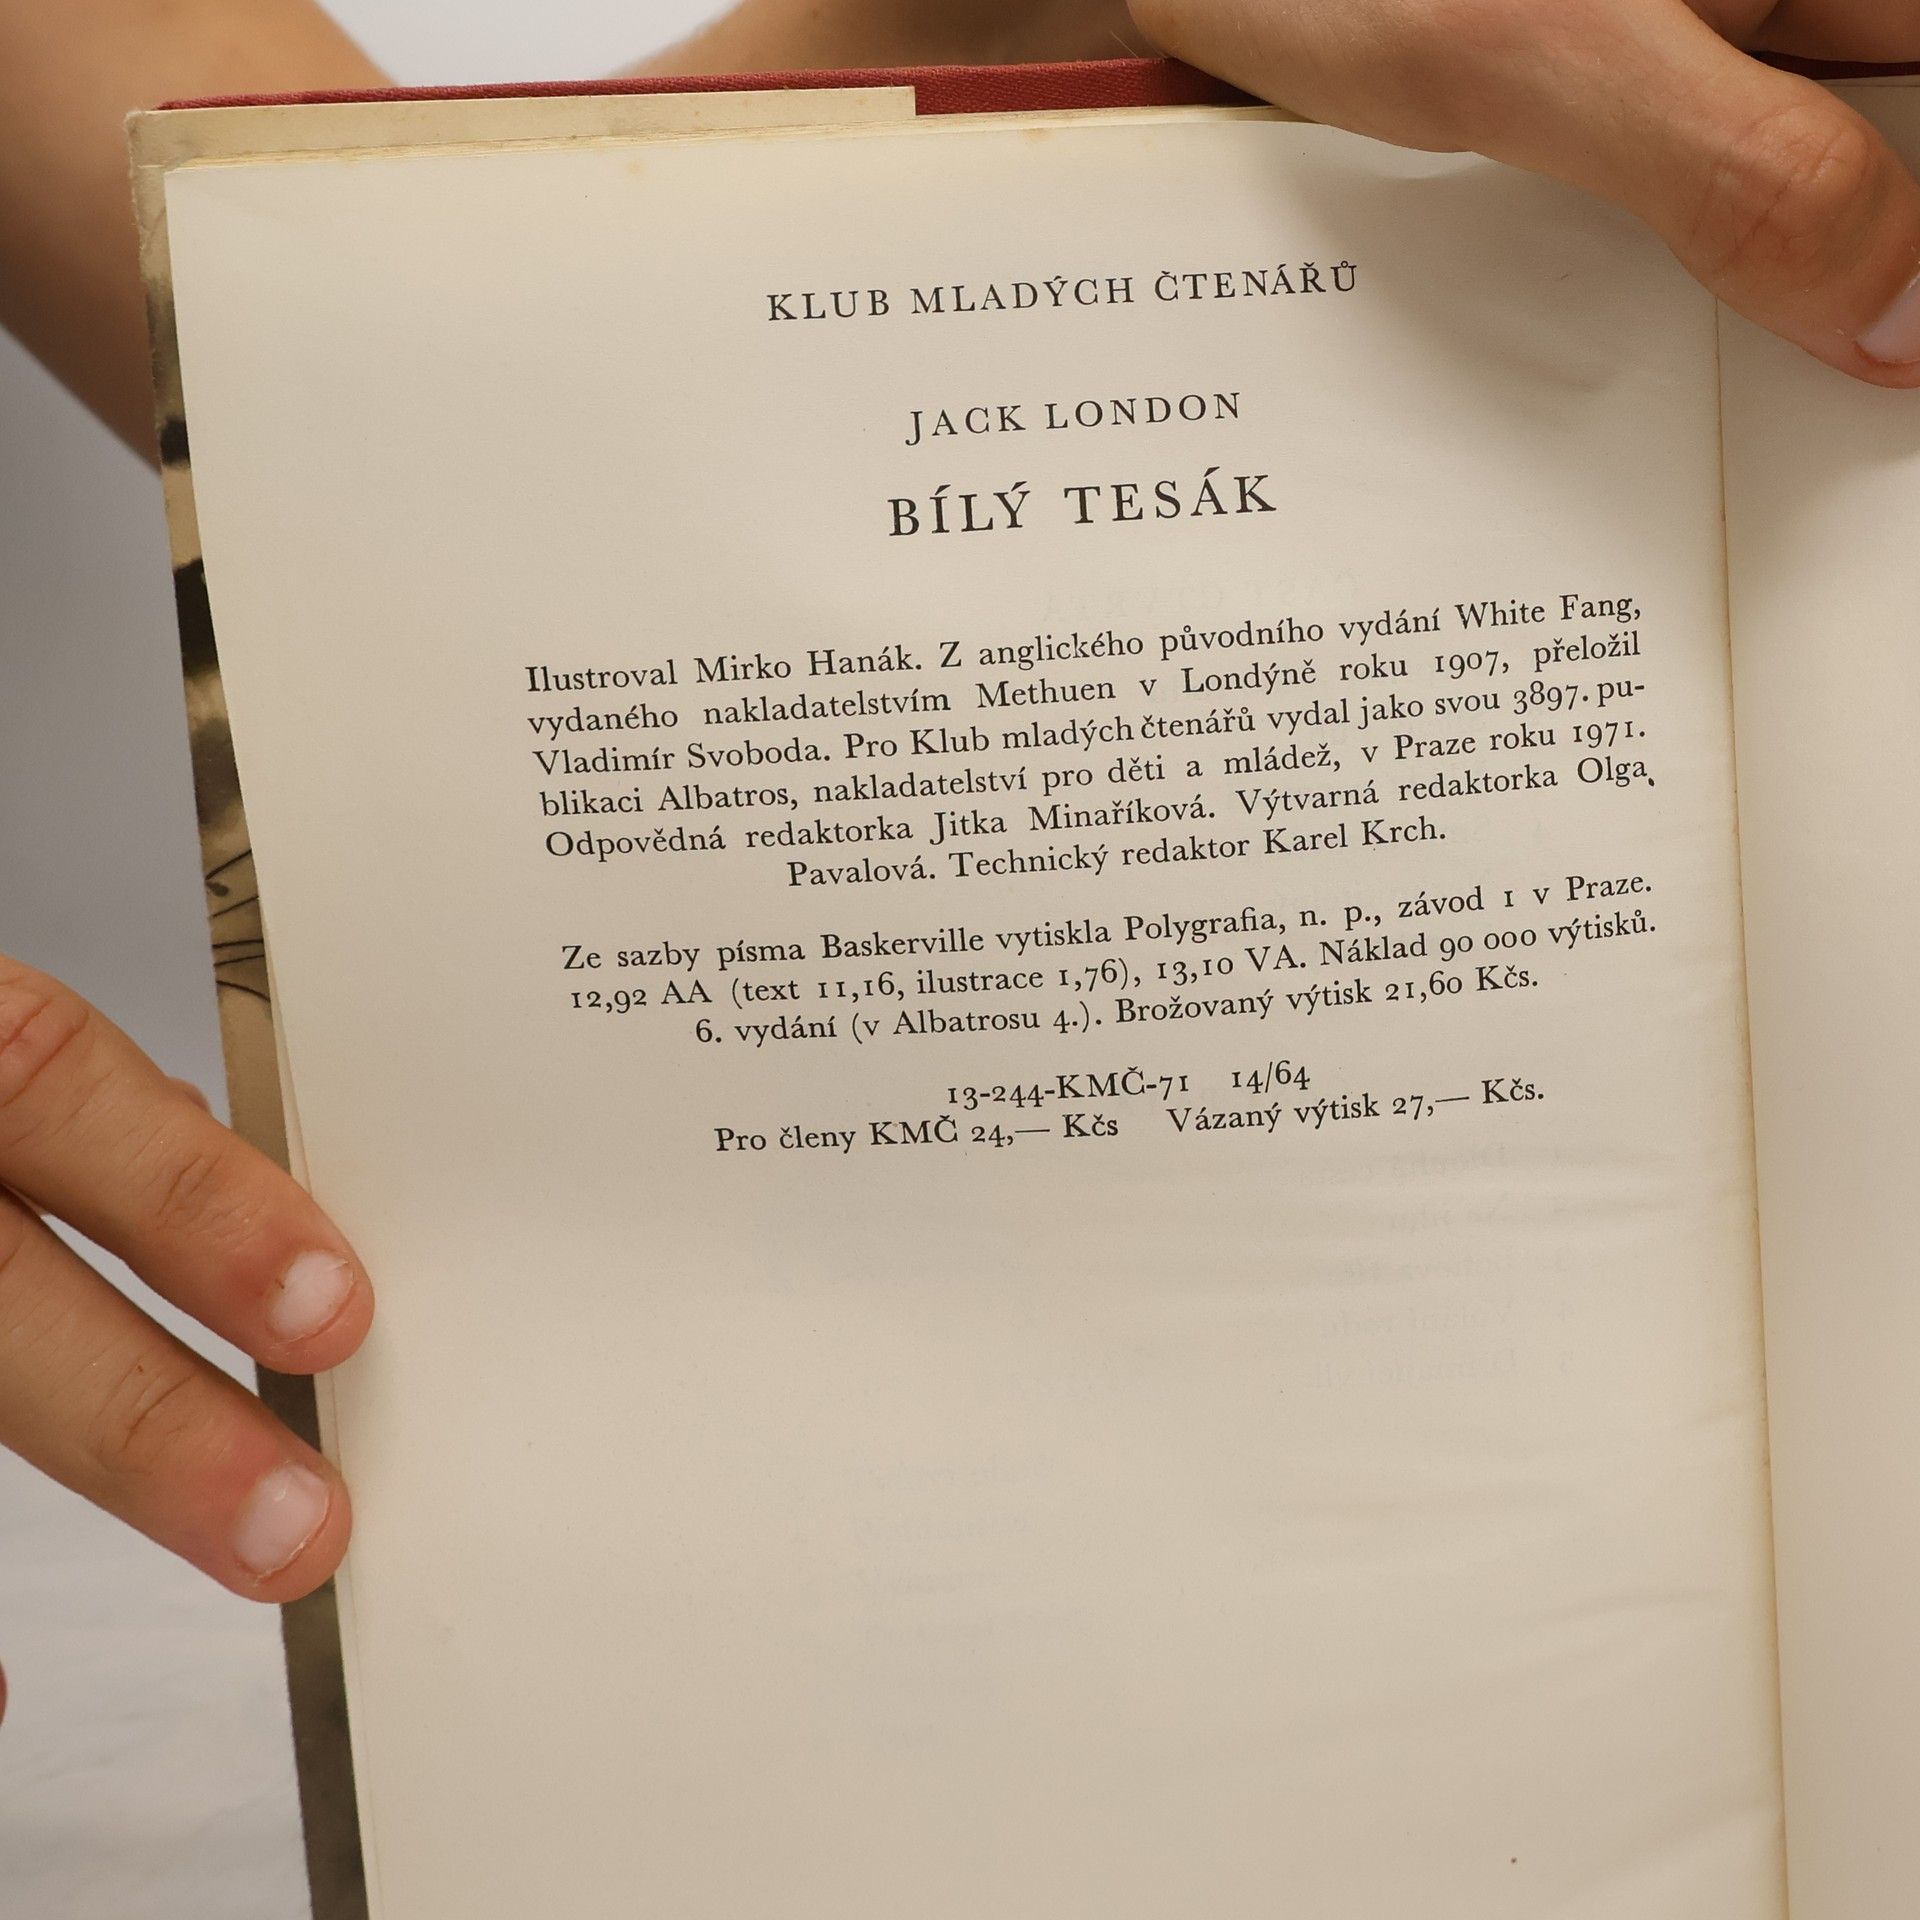 KLUB MLADÝCH ČTENÁŘŮ
JACK LONDON
BÍLÝ TESÁK
Ilustroval Mirko Hanák. Z anglického původního vydání White Fang,
vydaného nakladatelstvím Methuen v Londýně roku 1907, přeložil
Vladimír Svoboda. Pro Klub mladých čtenářů vydal jako svou 3897. pu-
blikaci Albatros, nakladatelství pro děti a mládež, v Praze roku 1971.
Odpovědná redaktorka Jitka Minaříková. Výtvarná redaktorka Olga
Pavalová. Technický redaktor Karel Krch.
Ze sazby písma Baskerville vytiskla Polygrafia, n. p., závod 1 v Praze.
12,92 AA (text 11,16, ilustrace 1,76), 13,10 VA. Náklad 90 000 výtisků.
6. vydání (v Albatrosu 4.). Brožovaný výtisk 21,60 Kčs.
13-244-KMČ-71 14/64
Pro členy KMČ 24,— Kčs Vázaný výtisk 27,— Kčs.